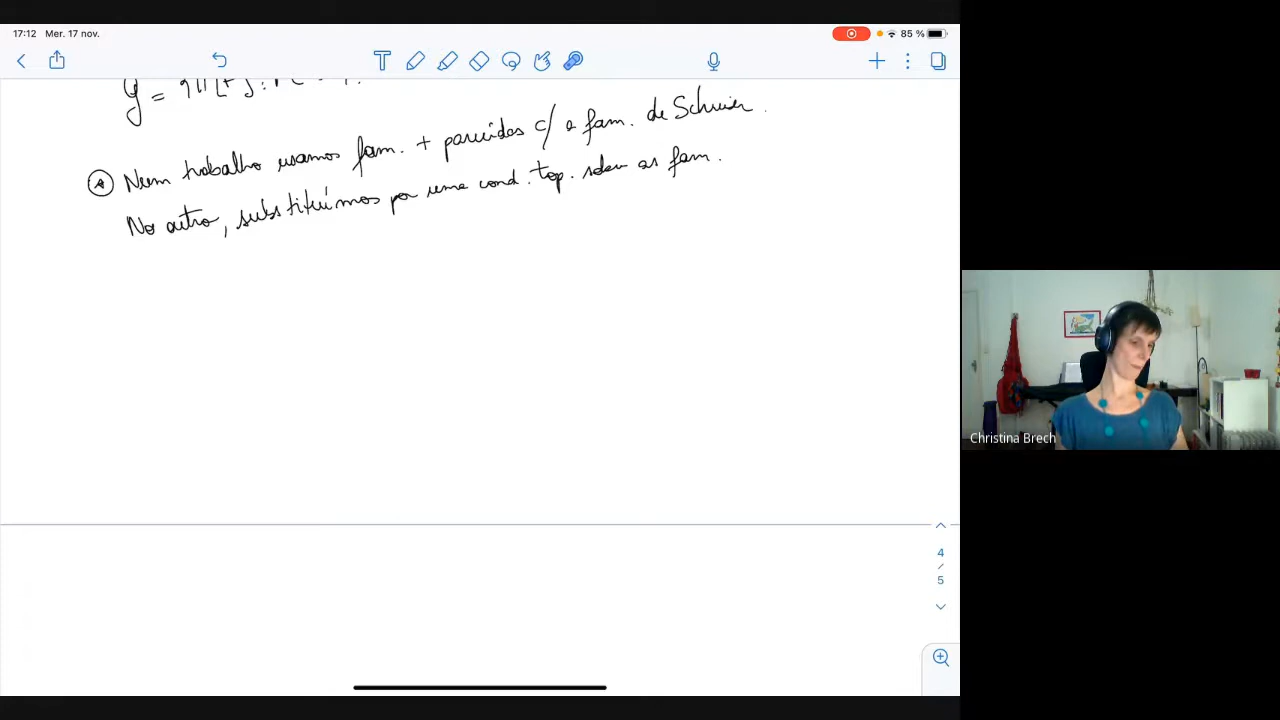 17:12 Mer. 17 nov.
85 %
T
y =
* Num trabalho usamos fam. + parecidas c/ a fam. de Schreier.
No outro, substituímos por uma cond. top. sobre as fam.
Christina Brech
4
/
5